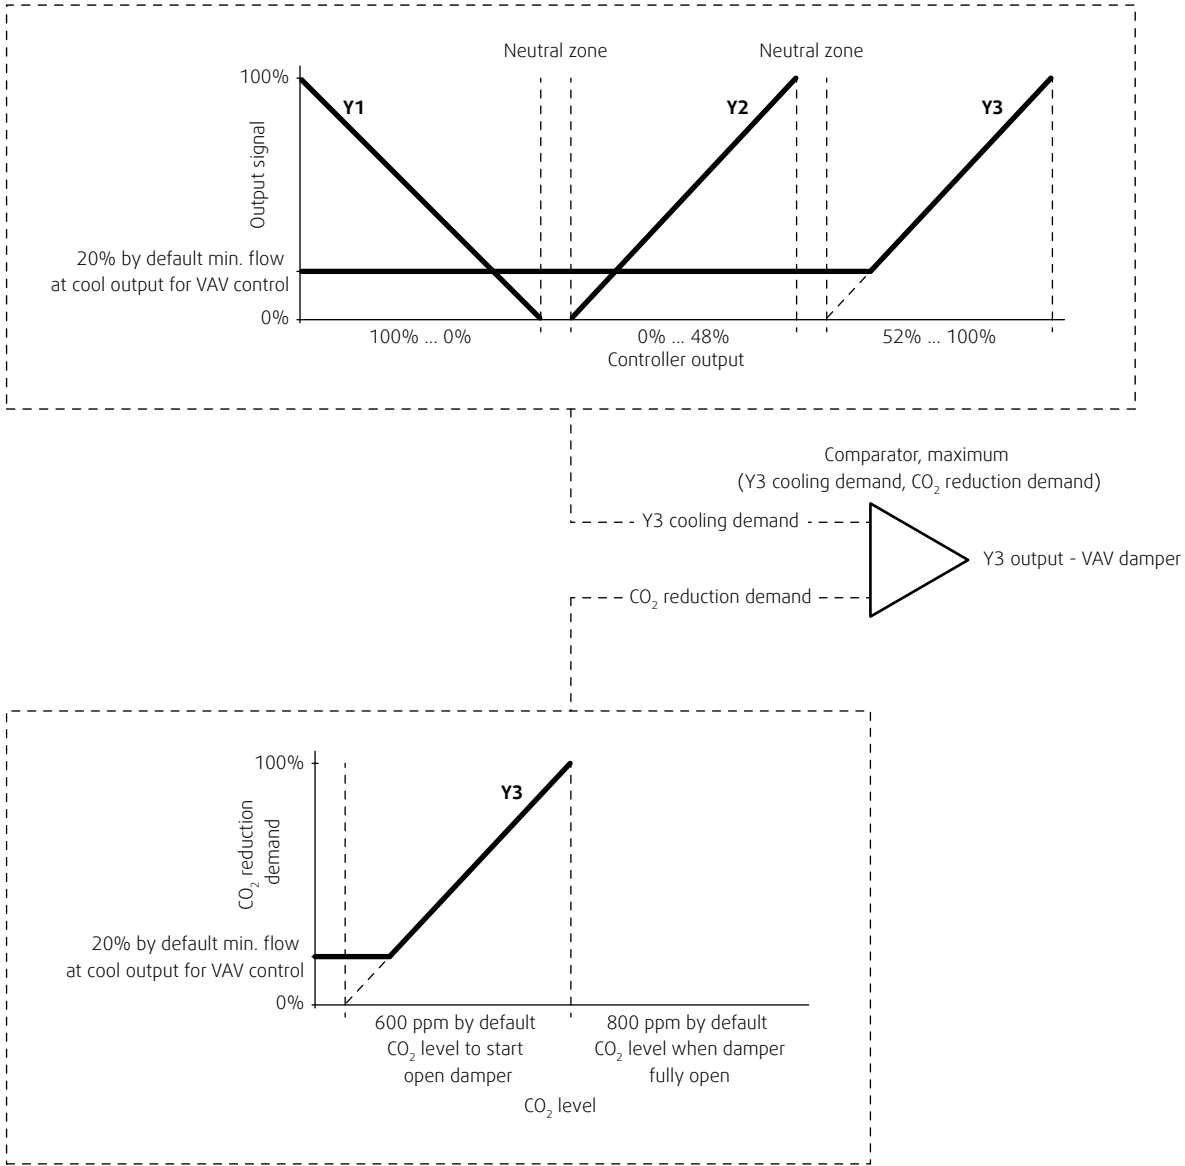 Neutral zone
Neutral zone
100%
Y1
Y2
Y3
Output signal
20% by default min. flow
at cool output for VAV control
0%
100% ... 0%
0% ... 48%
52% ... 100%
Controller output
Comparator, maximum
(Y3 cooling demand, CO₂ reduction demand)
Y3 cooling demand
Y3 output - VAV damper
CO₂ reduction demand
100%
Y3
CO₂ reduction
demand
20% by default min. flow
at cool output for VAV control
0%
600 ppm by default
CO₂ level to start
open damper
800 ppm by default
CO₂ level when damper
fully open
CO₂ level